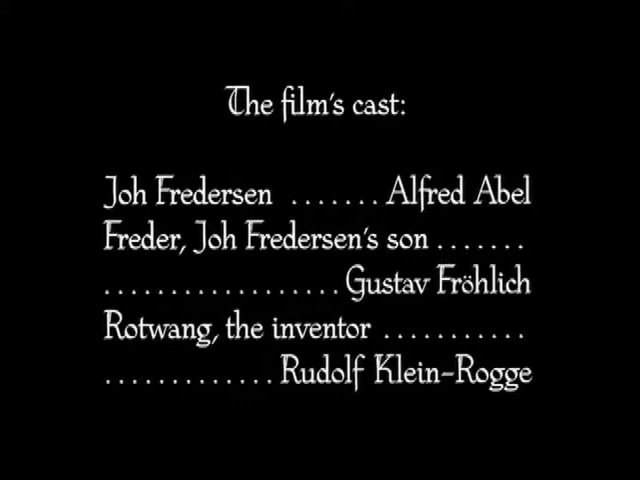 The film's cast:
Joh Fredersen ....... Alfred Abel
Freder, Joh Fredersen's son .......
.................. Gustav Fröhlich
Rotwang, the inventor ...........
............. Rudolf Klein-Rogge